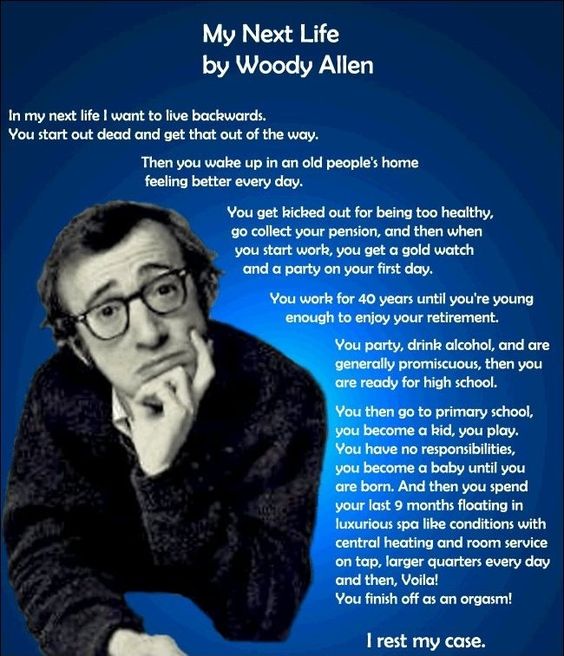 My Next Life
by Woody Allen
In my next life I want to live backwards.
You start out dead and get that out of the way.
Then you wake up in an old people's home
feeling better every day.
You get kicked out for being too healthy,
go collect your pension, and then when
you start work, you get a gold watch
and a party on your first day.
You work for 40 years until you're young
enough to enjoy your retirement.
You party, drink alcohol, and are
generally promiscuous, then you
are ready for high school.
You then go to primary school,
you become a kid, you play.
You have no responsibilities,
you become a baby until you
are born. And then you spend
your last 9 months floating in
luxurious spa like conditions with
central heating and room service
on tap, larger quarters every day
and then, Voila!
You finish off as an orgasm!
I rest my case.